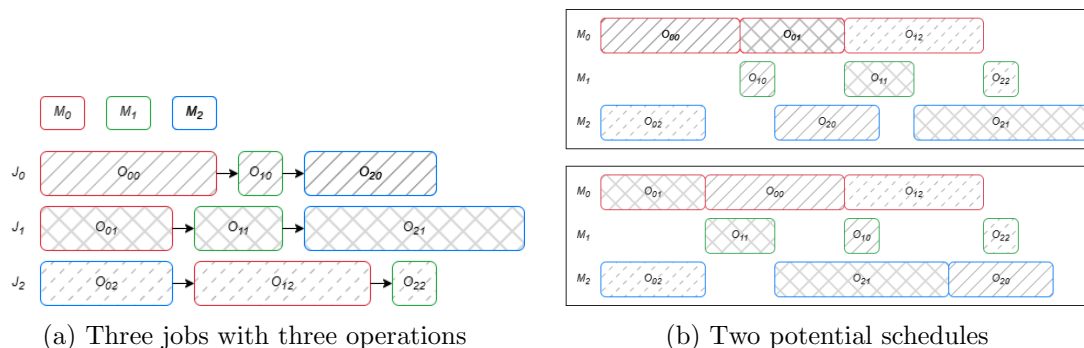 M0 M1 M2
J0 O00 O10 O20
J1 O01 O11 O21
J2 O02 O12 O22
(a) Three jobs with three operations
M0 O00 O01 O12
M1 O10 O11 O22
M2 O02 O20 O21
M0 O01 O00 O12
M1 O11 O10 O22
M2 O02 O21 O20
(b) Two potential schedules